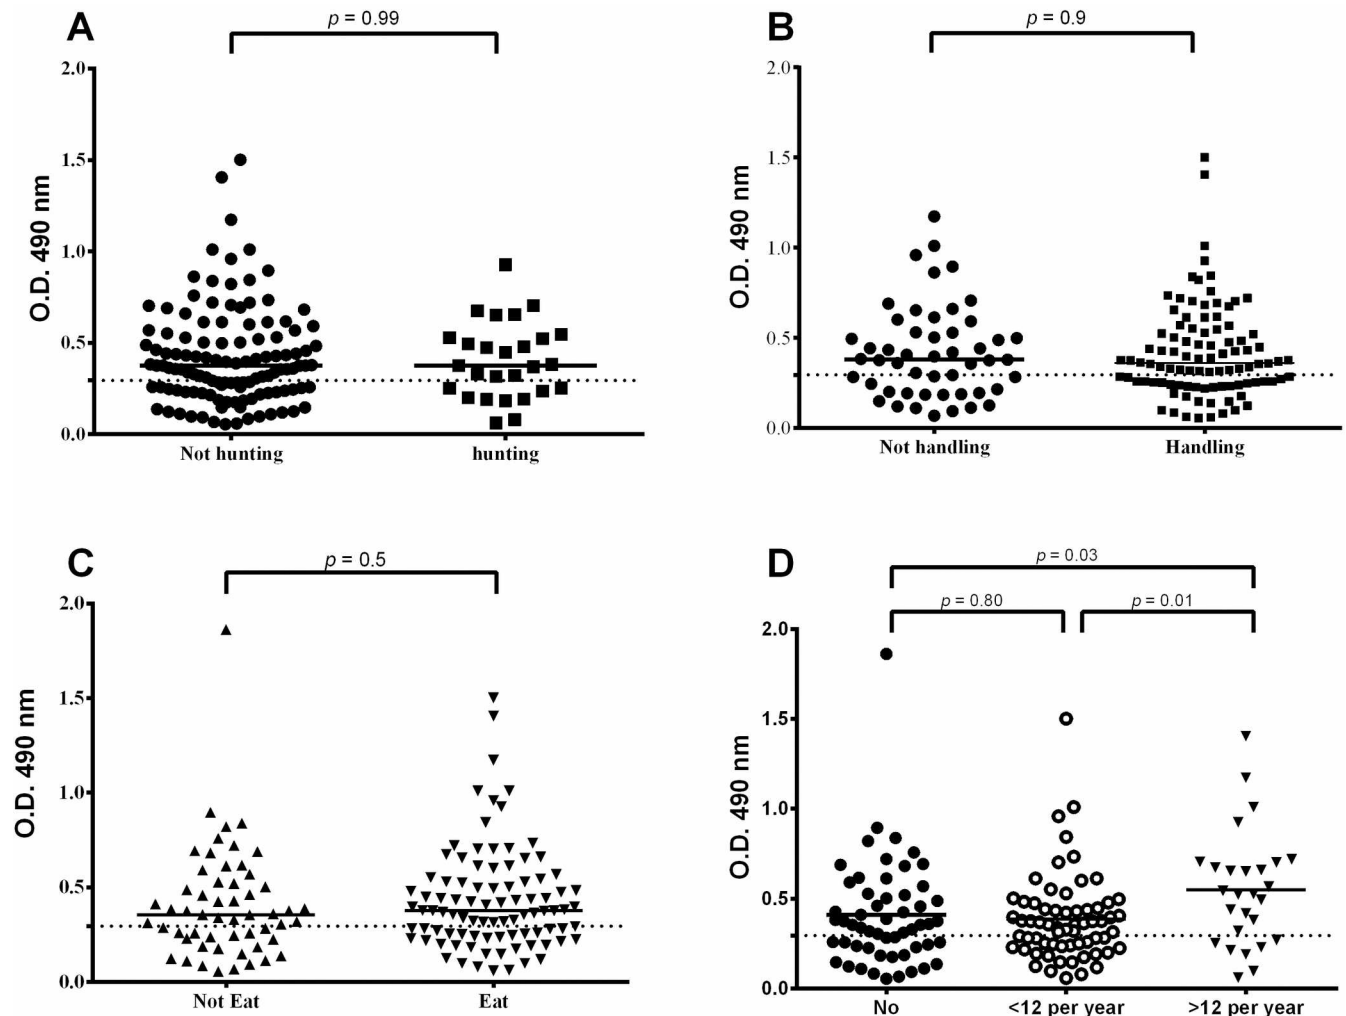 A
p = 0.99
O.D. 490 nm
2.0
1.5
1.0
0.5
0.0
Not hunting hunting
B
p = 0.9
O.D. 490 nm
2.0
1.5
1.0
0.5
0.0
Not handling Handling
C
p = 0.5
O.D. 490 nm
2.0
1.5
1.0
0.5
0.0
Not Eat Eat
D
p = 0.03
p = 0.80 p = 0.01
O.D. 490 nm
2.0
1.5
1.0
0.5
0.0
No <12 per year >12 per year